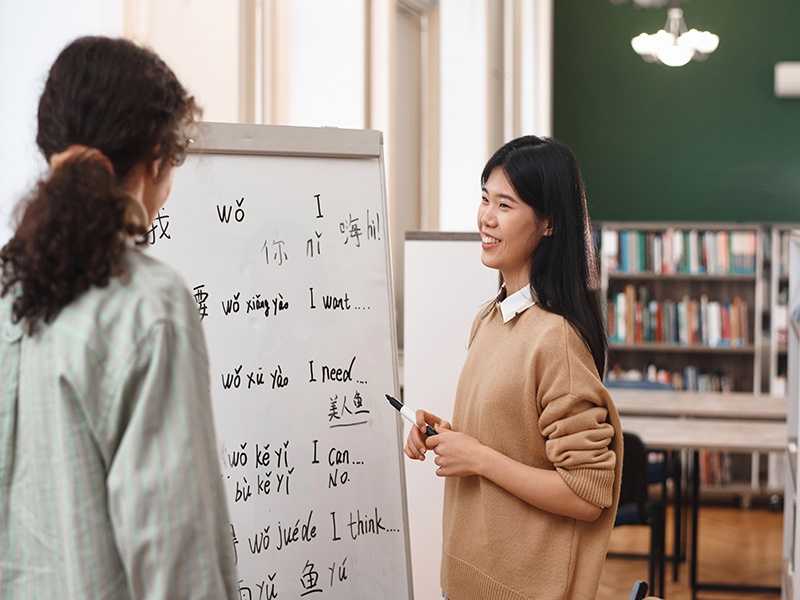 我 wǒ I
你 nǐ 嗨 hi!
要 wǒ xiǎng yào I want ....
wǒ xū yào I need ...
美人鱼
wǒ kě yǐ I can ...
bù kě yǐ No.
wǒ juéde I Think ....
yǔ 鱼 yú